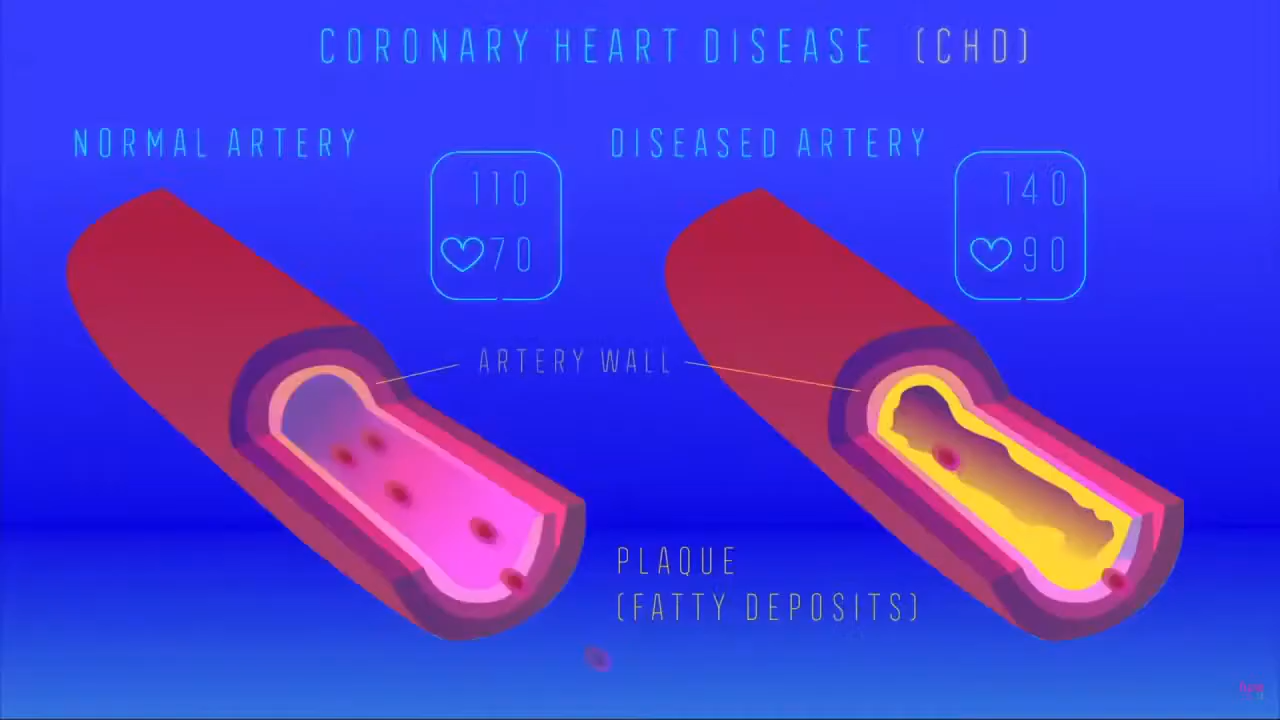 CORONARY HEART DISEASE (CHD)
NORMAL ARTERY
DISEASED ARTERY
110
70
140
90
ARTERY WALL
PLAQUE
(FATTY DEPOSITS)